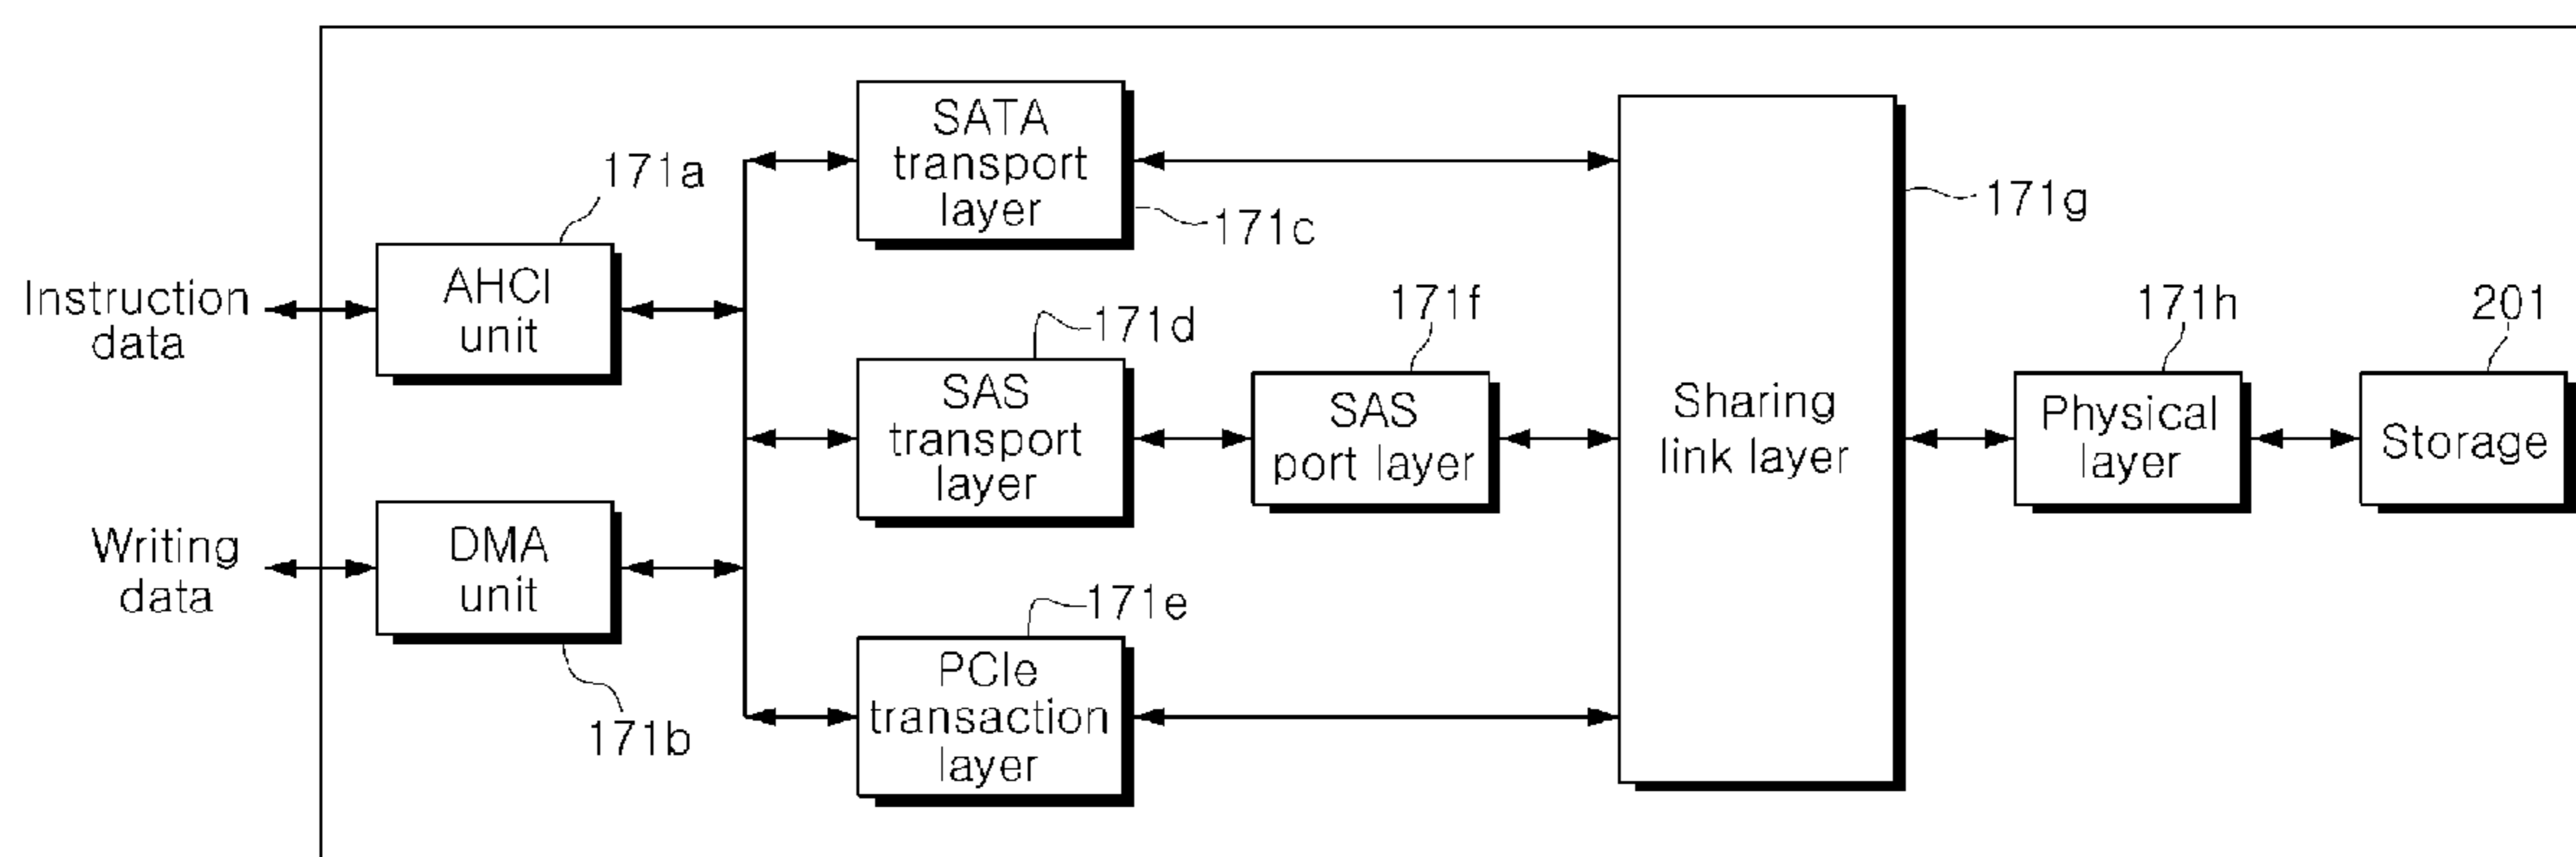 SATA
transport
layer
171a
171c
171g
AHCI
unit
Instruction
data
171d
171f
171h
201
SAS
transport
layer
SAS
port layer
Sharing
link layer
Physical
layer
Storage
Writing
data
DMA
unit
171b
171e
PCIe
transaction
layer